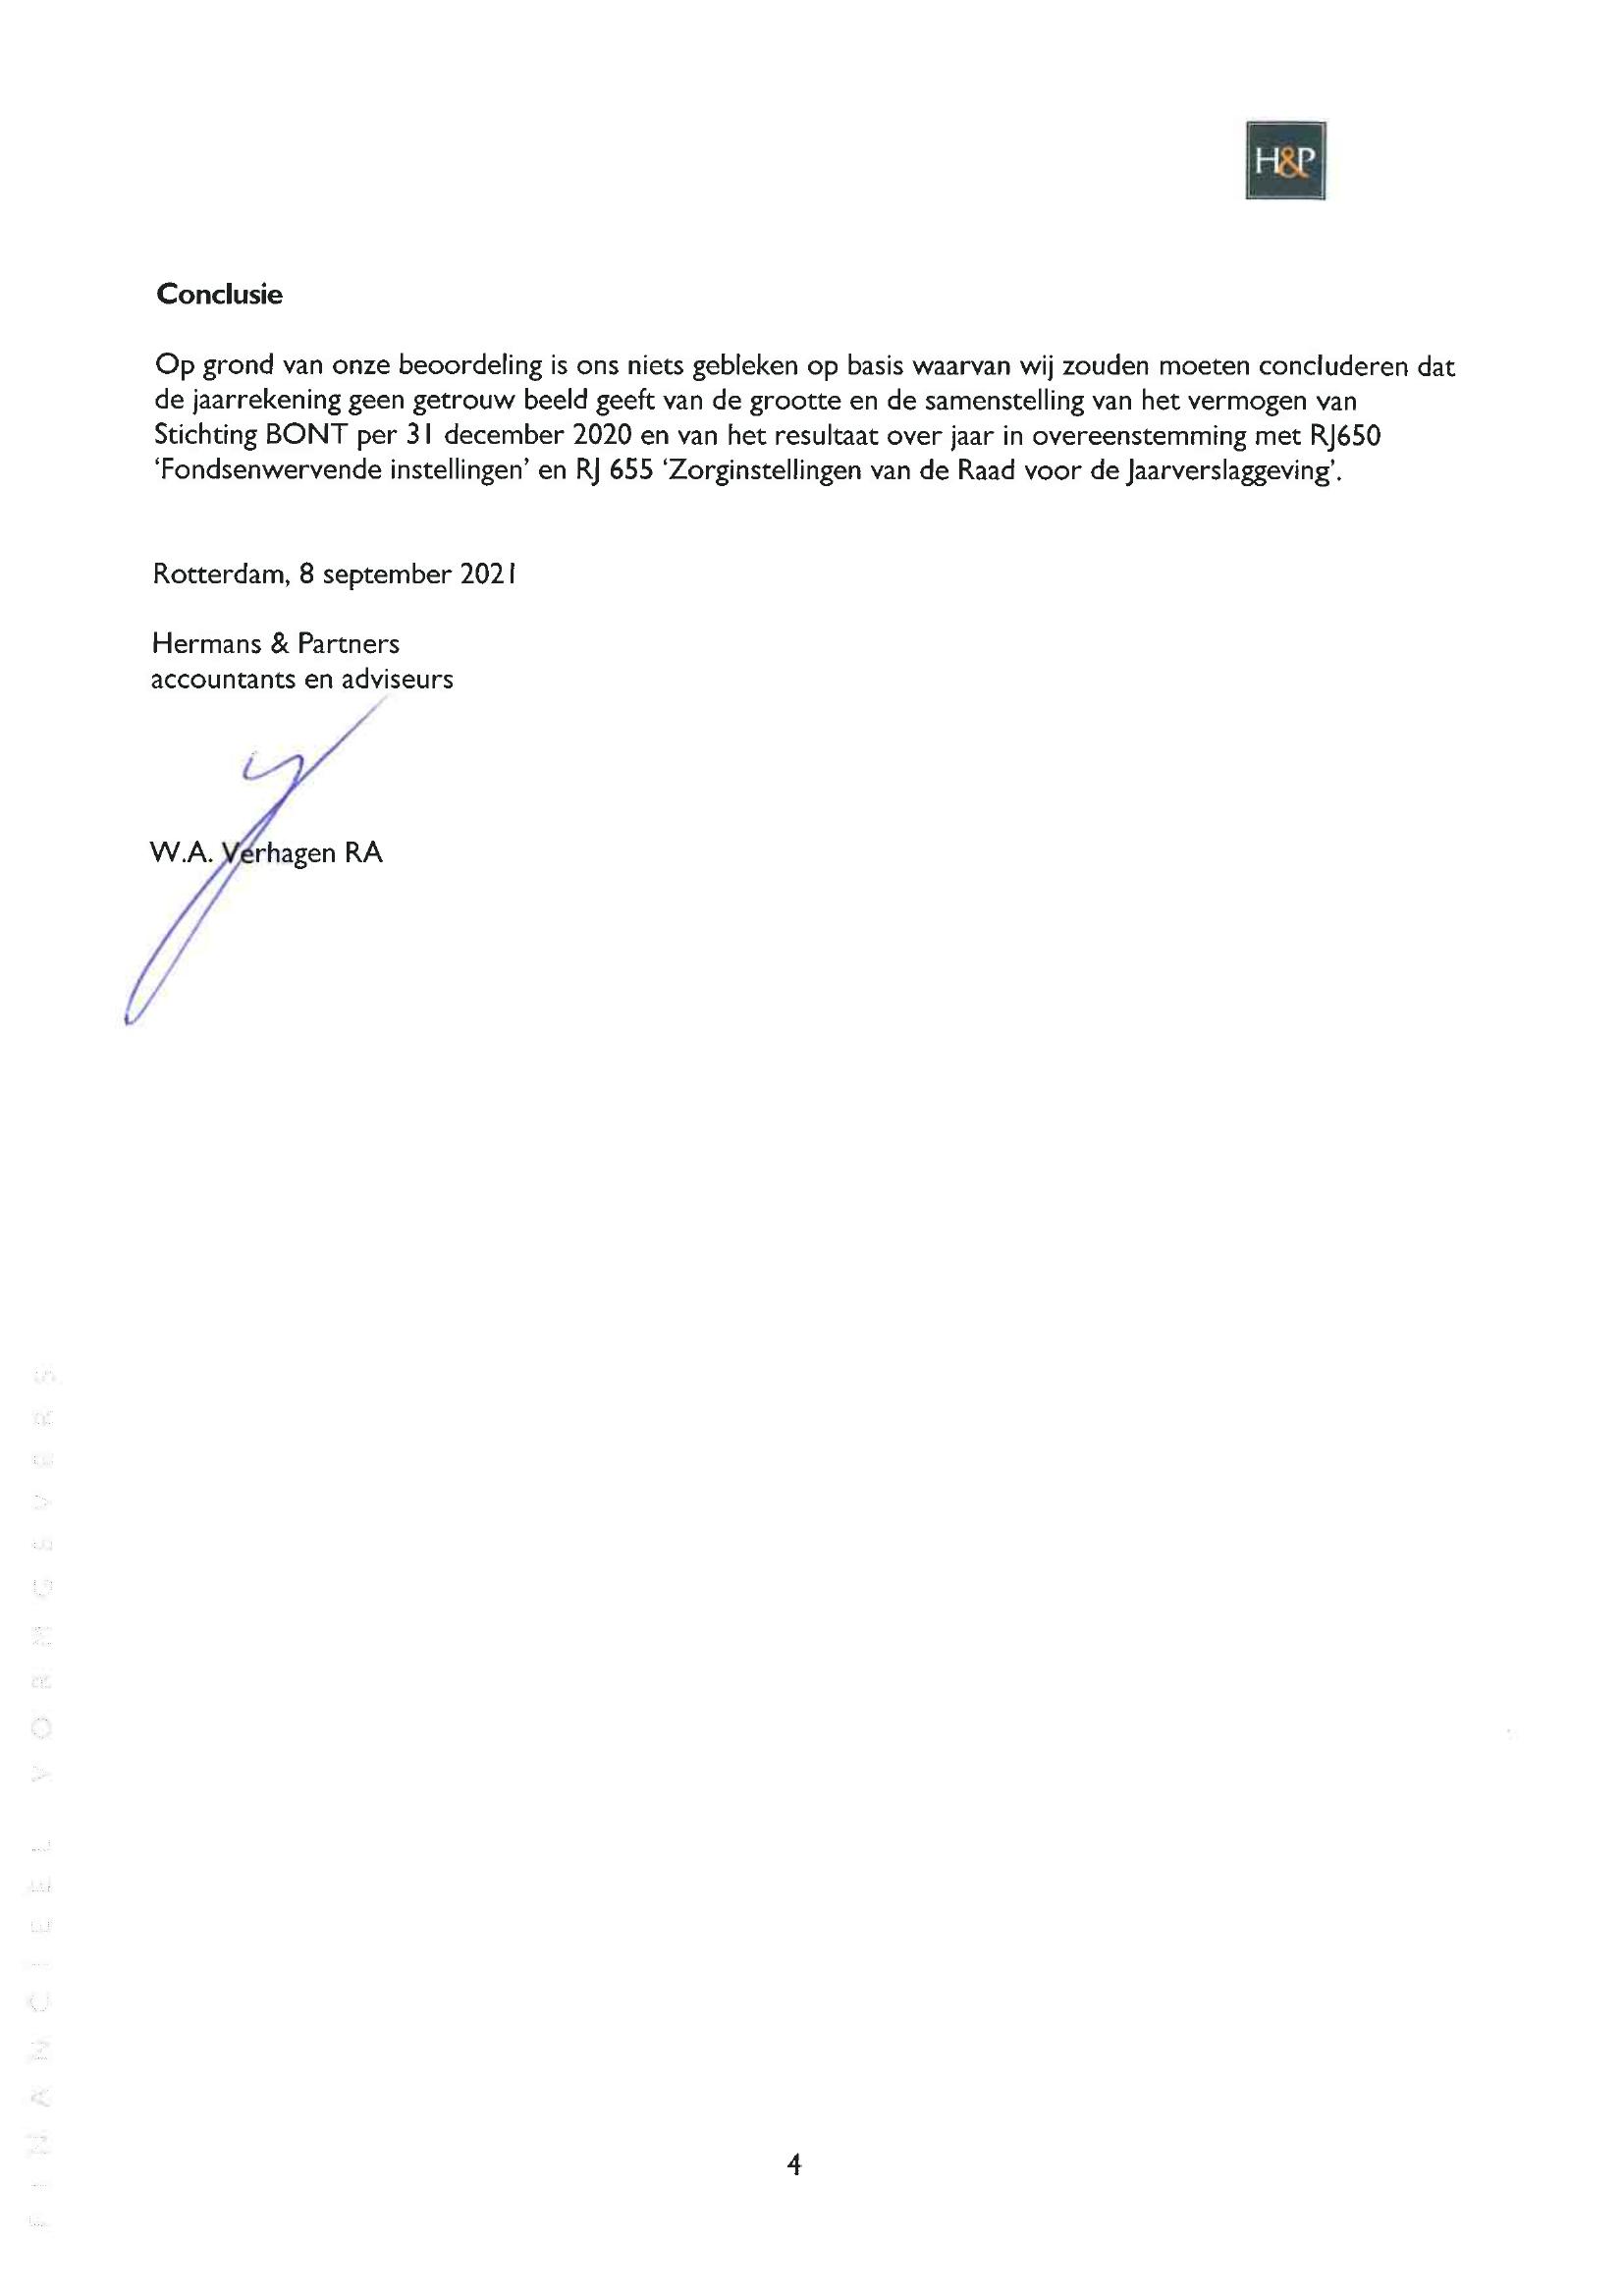 H&P
Conclusie
Op grond van onze beoordeling is ons niets gebleken op basis waarvan wij zouden moeten concluderen dat
de jaarrekening geen getrouw beeld geeft van de grootte en de samenstelling van het vermogen van
Stichting BONT per 31 december 2020 en van het resultaat over jaar in overeenstemming met RJ650
‘Fondsenwervende instellingen’ en RJ 655 ‘Zorginstellingen van de Raad voor de Jaarverslaggeving’.
Rotterdam, 8 september 2021
Hermans & Partners
accountants en adviseurs
W.A. Verhagen RA
FINANCIEEL VORMGEVERS
4